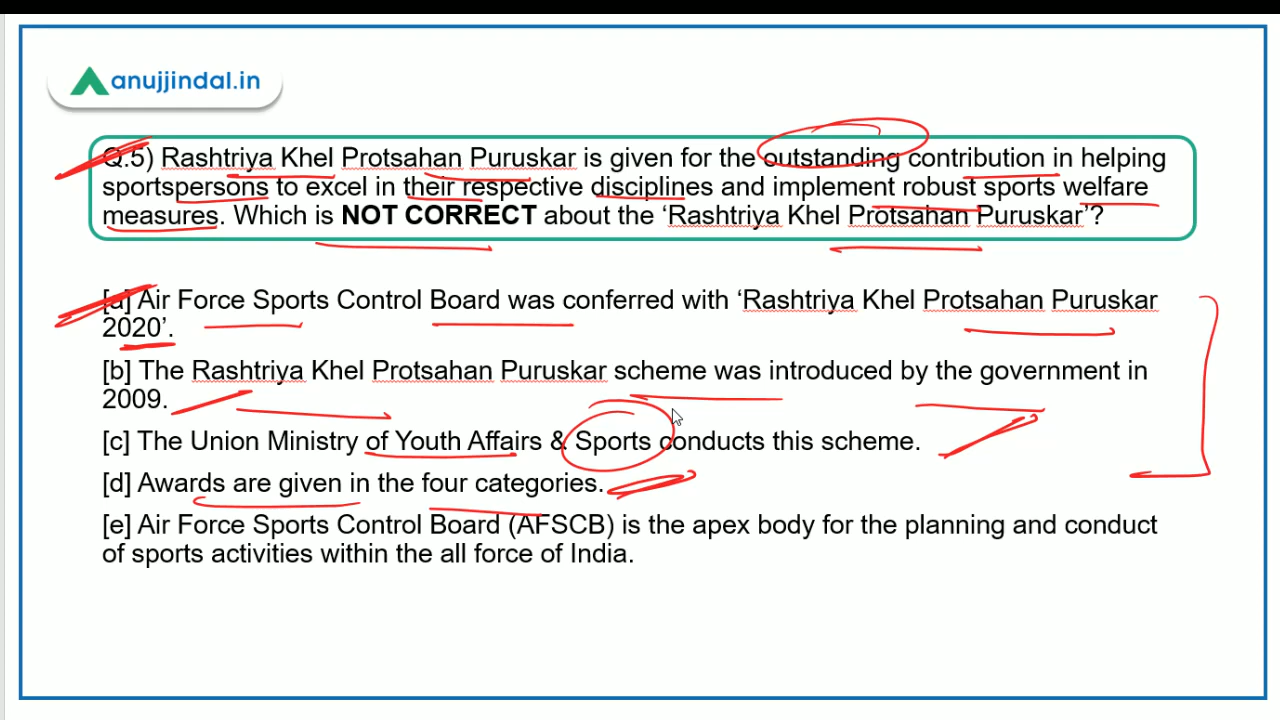 anujjindal.in
Q.5) Rashtriya Khel Protsahan Puruskar is given for the outstanding contribution in helping
sportspersons to excel in their respective disciplines and implement robust sports welfare
measures. Which is NOT CORRECT about the ‘Rashtriya Khel Protsahan Puruskar’?
[a] Air Force Sports Control Board was conferred with ‘Rashtriya Khel Protsahan Puruskar
2020’.
[b] The Rashtriya Khel Protsahan Puruskar scheme was introduced by the government in
2009.
[c] The Union Ministry of Youth Affairs & Sports conducts this scheme.
[d] Awards are given in the four categories.
[e] Air Force Sports Control Board (AFSCB) is the apex body for the planning and conduct
of sports activities within the all force of India.